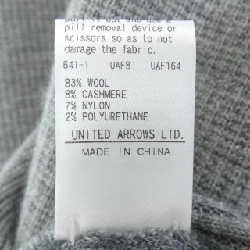 pill removal device or
scissors so as to not
damage the fabric.
641-1 UAF8 UAF164
83% WOOL
8% CASHMERE
7% NYLON
2% POLYURETHANE
UNITED ARROWS LTD.
MADE IN CHINA